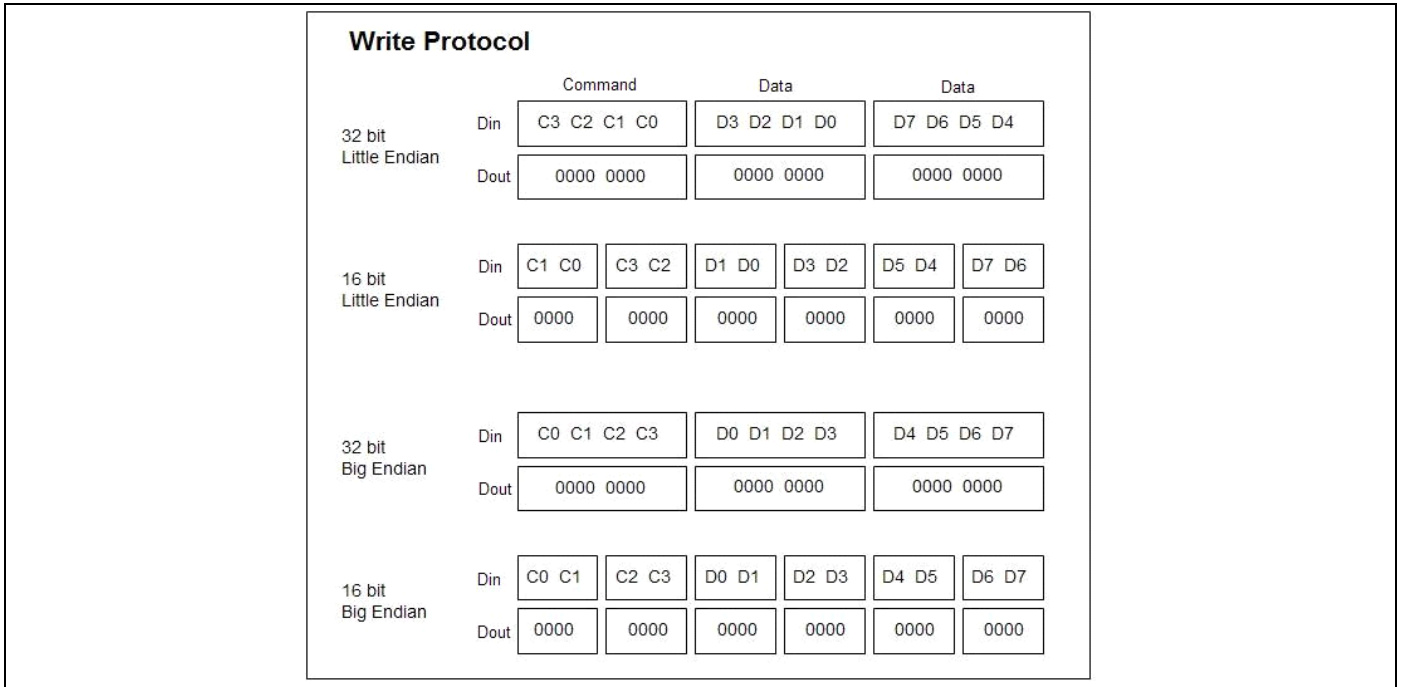 Write Protocol
Command Data Data
32 bit
Little Endian
Din C3 C2 C1 C0 D3 D2 D1 D0 D7 D6 D5 D4
Dout 0000 0000 0000 0000 0000 0000
16 bit
Little Endian
Din C1 C0 C3 C2 D1 D0 D3 D2 D5 D4 D7 D6
Dout 0000 0000 0000 0000 0000 0000
32 bit
Big Endian
Din C0 C1 C2 C3 D0 D1 D2 D3 D4 D5 D6 D7
Dout 0000 0000 0000 0000 0000 0000
16 bit
Big Endian
Din C0 C1 C2 C3 D0 D1 D2 D3 D4 D5 D6 D7
Dout 0000 0000 0000 0000 0000 0000